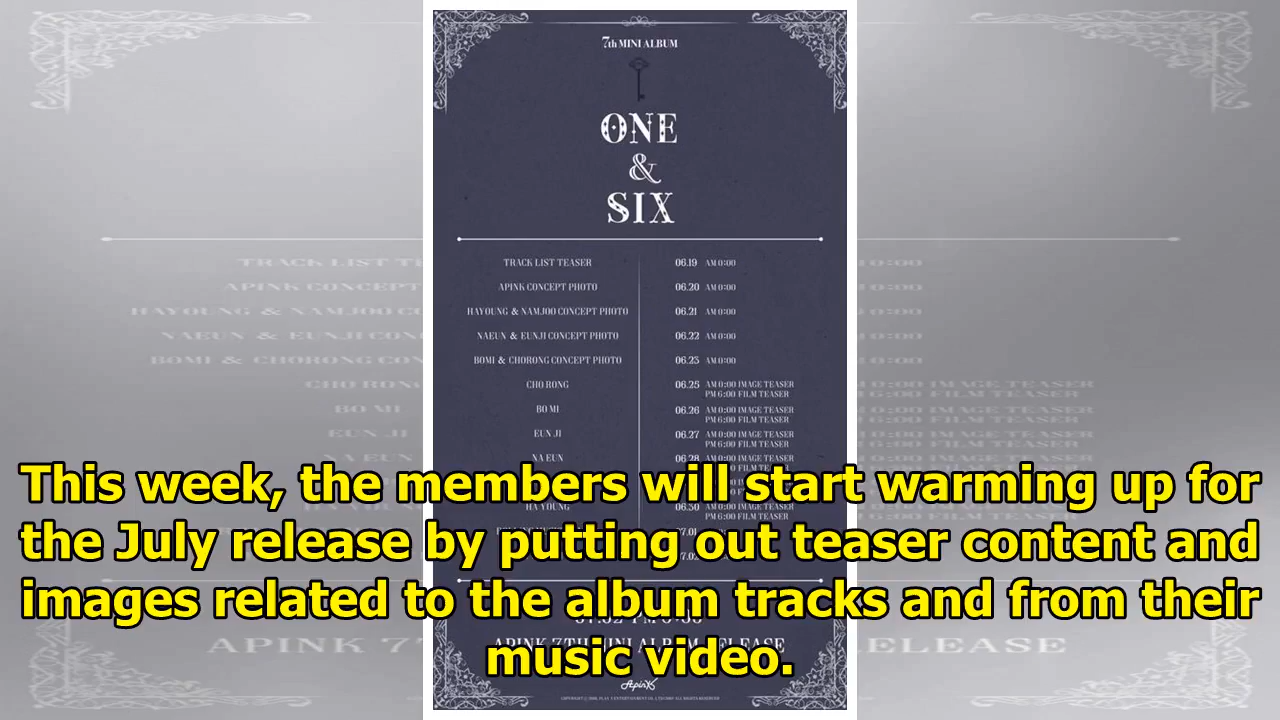 7th MINI ALBUM
ONE
&
SIX
TRACK LIST TEASER 06.19 AM 0:00
APINK CONCEPT PHOTO 06.20 AM 0:00
HAYOUNG & NAMJOO CONCEPT PHOTO 06.21 AM 0:00
NAEUN & EUNJI CONCEPT PHOTO 06.22 AM 0:00
BOMI & CHORONG CONCEPT PHOTO 06.23 AM 0:00
CHO RONG 06.25 AM 0:00 IMAGE TEASER
PM 6:00 FILM TEASER
BO MI 06.26 AM 0:00 IMAGE TEASER
PM 6:00 FILM TEASER
EUN JI 06.27 AM 0:00 IMAGE TEASER
PM 6:00 FILM TEASER
NA EUN 06.28
HA YOUNG 06.30 AM 0:00 IMAGE TEASER
PM 6:00 FILM TEASER
This week, the members will start warming up for
the July release by putting out teaser content and
images related to the album tracks and from their
music video.
APINK 7TH MINI ALBUM RELEASE
Apink